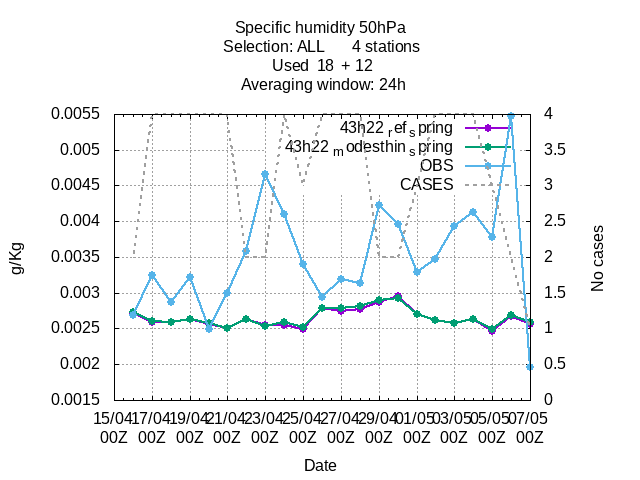 Specific humidity 50hPa
Selection: ALL 4 stations
Used 18 + 12
Averaging window: 24h
0.0055
0.005
0.0045
0.004
0.0035
0.003
0.0025
0.002
0.0015
g/Kg
43h22 refspring
43h22 modesthinspring
OBS
CASES
4
3.5
3
2.5
2
1.5
1
0.5
0
No cases
15/04 17/04 19/04 21/04 23/04 25/04 27/04 29/04 01/05 03/05 05/05 07/05
00Z 00Z 00Z 00Z 00Z 00Z 00Z 00Z 00Z 00Z 00Z 00Z
Date